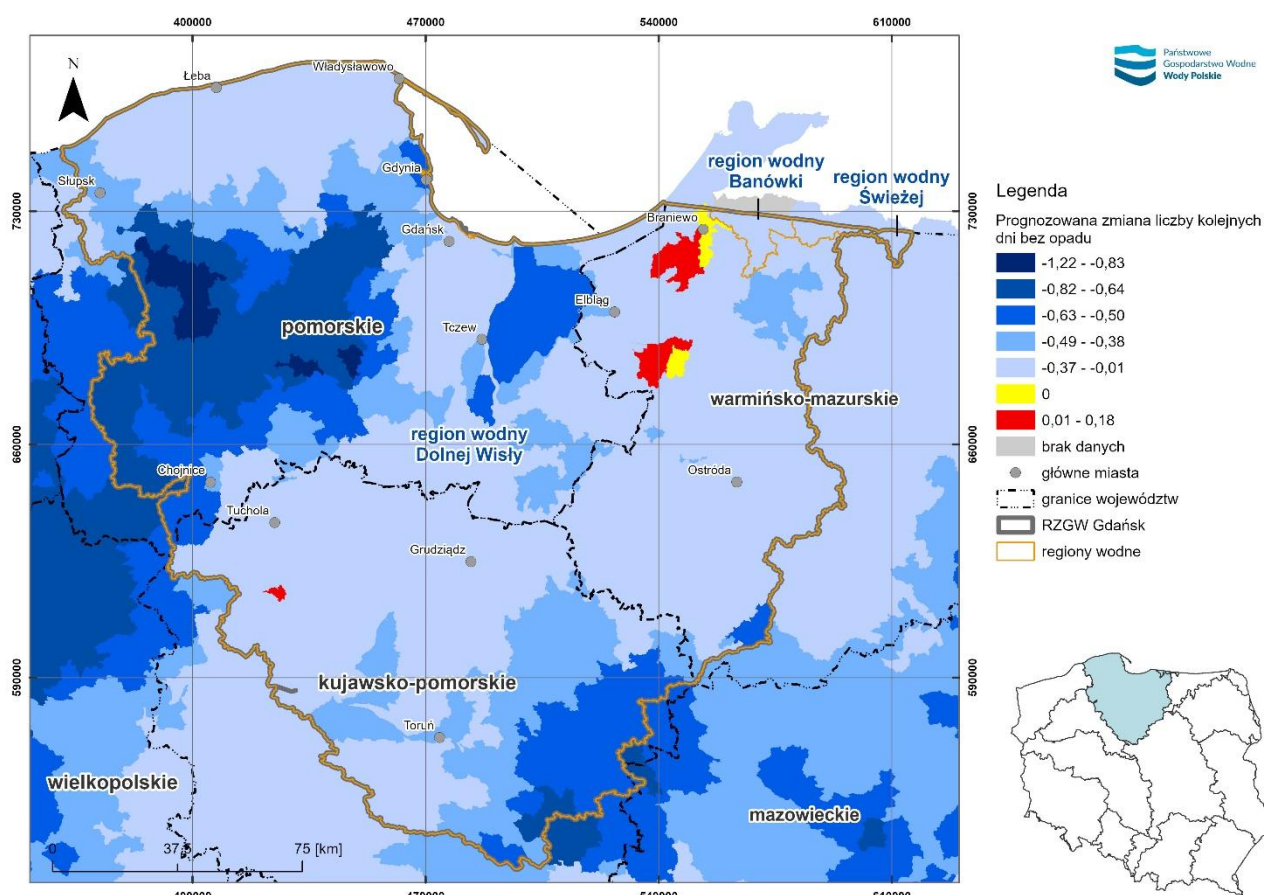 400000
470000
540000
610000
N
Łeba
Władysławowo
Państwowe
Gospodarstwo Wodne
Wody Polskie
Słupsk
Gdynia
region wodny
Banówki
region wodny
Świeżej
730000
Braniewo
730000
Gdańsk
Elbląg
pomorskie
Tczew
warmińsko-mazurskie
region wodny
Dolnej Wisły
660000
660000
Chojnice
Ostróda
Tuchola
Grudziądz
590000
kujawsko-pomorskie
590000
Toruń
wielkopolskie
mazowieckie
0
37,5
75 [km]
400000
470000
540000
610000
Legenda
Prognozowana zmiana liczby kolejnych
dni bez opadu
-1,22 - -0,83
-0,82 - -0,64
-0,63 - -0,50
-0,49 - -0,38
-0,37 - -0,01
0
0,01 - 0,18
brak danych
główne miasta
granice województw
RZGW Gdańsk
regiony wodne